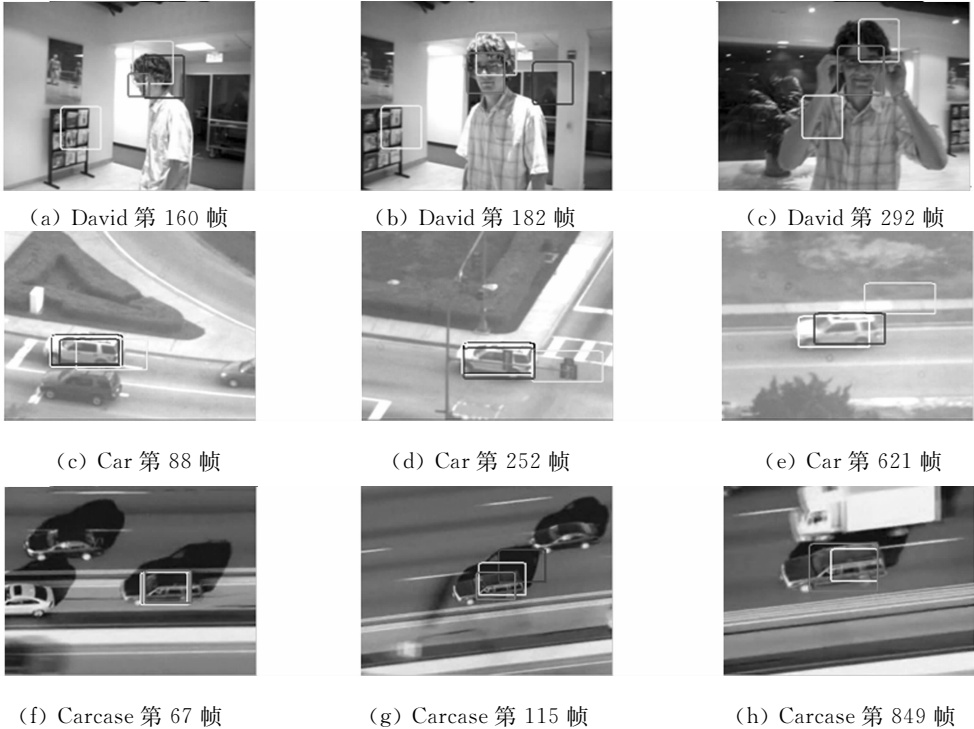 (a) David 第 160 帧
(b) David 第 182 帧
(c) David 第 292 帧
(c) Car 第 88 帧
(d) Car 第 252 帧
(e) Car 第 621 帧
(f) Carcase 第 67 帧
(g) Carcase 第 115 帧
(h) Carcase 第 849 帧